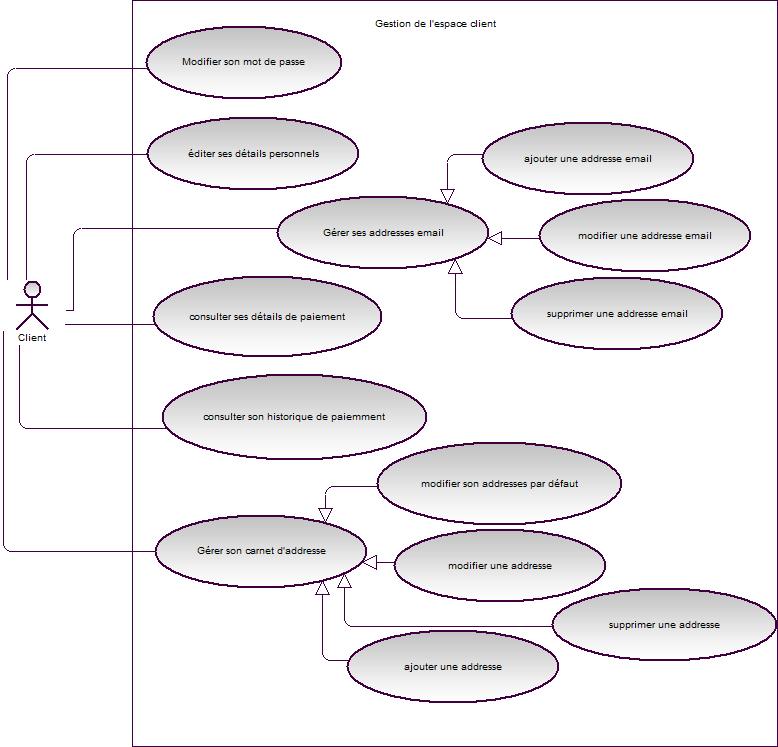 Gestion de l'espace client
Modifier son mot de passe
éditer ses détails personnels
ajouter une addresse email
Gérer ses addresses email
modifier une addresse email
supprimer une addresse email
consulter ses détails de paiement
Client
consulter son historique de paiemment
modifier son addresses par défaut
Gérer son carnet d'addresse
modifier une addresse
supprimer une addresse
ajouter une addresse